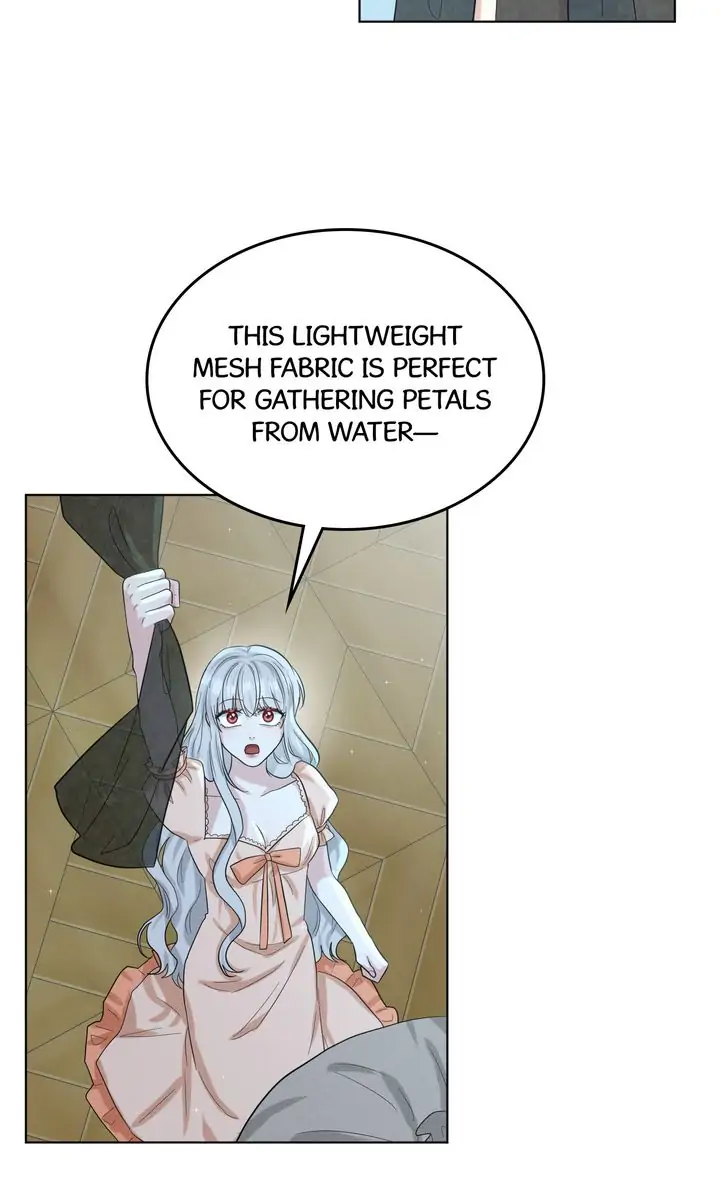 THIS LIGHTWEIGHT
MESH FABRIC IS PERFECT
FOR GATHERING PETALS
FROM WATER—